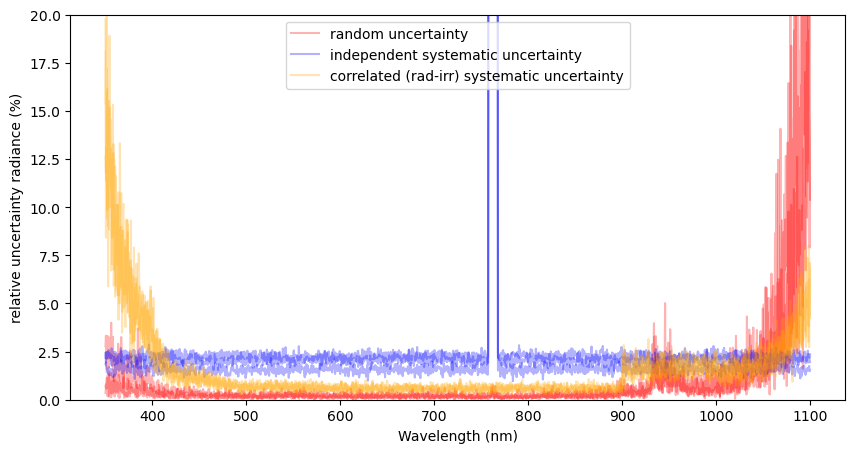 random uncertainty
independent systematic uncertainty
correlated (rad-irr) systematic uncertainty
relative uncertainty radiance (%)
20.0
17.5
15.0
12.5
10.0
7.5
5.0
2.5
0.0
400 500 600 700 800 900 1000 1100
Wavelength (nm)